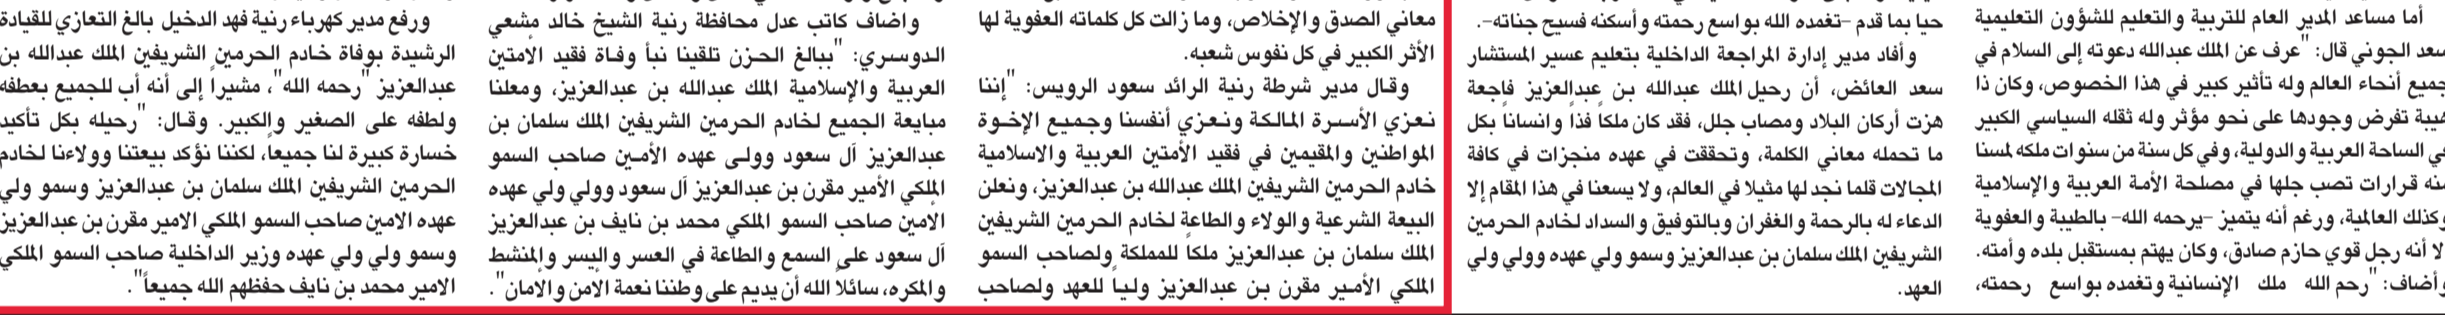 أما مساعد المدير العام للتربية والتعليم للشؤون التعليمية
سعد الجوني قال: "عرف عن الملك عبدالله دعوته إلى السلام في
جميع أنحاء العالم وله تأثير كبير في هذا الخصوص، وكان ذا
هيبة تفرض وجودها على نحو مؤثر وله ثقله السياسي الكبير
في الساحة العربية والدولية، وفي كل سنة من سنوات ملكه لمسنا
منه قرارات تصب جلها في مصلحة الأمة العربية والإسلامية
وكذلك العالمية، ورغم أنه يتميز -يرحمه الله- بالطيبة والعفوية
إلا أنه رجل قوي حازم صادق، وكان يهتم بمستقبل بلده وأمته.
وأضاف: "رحم الله ملك الإنسانية وتغمده بواسع رحمته،
حيا بما قدم -تغمده الله بواسع رحمته وأسكنه فسيح جناته-.
وأفاد مدير إدارة المراجعة الداخلية بتعليم عسير المستشار
سعد العائض، أن رحيل الملك عبدالله بن عبدالعزيز فاجعة
هزت أركان البلاد ومصاب جلل، فقد كان ملكاً فذاً وانساناً بكل
ما تحمله معاني الكلمة، وتحققت في عهده منجزات في كافة
المجالات قلما نجد لها مثيلا في العالم، ولا يسعنا في هذا المقام إلا
الدعاء له بالرحمة والغفران وبالتوفيق والسداد لخادم الحرمين
الشريفين الملك سلمان بن عبدالعزيز وسمو ولي عهده وولي ولي
العهد.
معاني الصدق والإخلاص، وما زالت كل كلماته العفوية لها
الأثر الكبير في كل نفوس شعبه.
وقال مدير شرطة رنية الرائد سعود الرويس: "إننا
نعزي الأسرة المالكة ونعزي أنفسنا وجميع الإخوة
المواطنين والمقيمين في فقيد الأمتين العربية والاسلامية
خادم الحرمين الشريفين الملك عبدالله بن عبدالعزيز، ونعلن
البيعة الشرعية والولاء والطاعة لخادم الحرمين الشريفين
الملك سلمان بن عبدالعزيز ملكاً للمملكة ولصاحب السمو
الملكي الأمير مقرن بن عبدالعزيز ولياً للعهد ولصاحب
واضاف كاتب عدل محافظة رنية الشيخ خالد مشعي
الدوسري: "ببالغ الحزن تلقينا نبأ وفاة فقيد الأمتين
العربية والإسلامية الملك عبدالله بن عبدالعزيز، ومعلنا
مبايعة الجميع لخادم الحرمين الشريفين الملك سلمان بن
عبدالعزيز آل سعود وولى عهده الأمين صاحب السمو
الملكي الأمير مقرن بن عبدالعزيز آل سعود وولي ولي عهده
الامين صاحب السمو الملكي محمد بن نايف بن عبدالعزيز
آل سعود على السمع والطاعة في العسر واليسر والمنشط
والمكره، سائلاً الله أن يديم على وطننا نعمة الامن والامان".
ورفع مدير كهرباء رنية فهد الدخيل بالغ التعازي للقيادة
الرشيدة بوفاة خادم الحرمين الشريفين الملك عبدالله بن
عبدالعزيز "رحمه الله"، مشيراً إلى أنه أب للجميع بعطفه
ولطفه على الصغير والكبير. وقال: "رحيله بكل تأكيد
خسارة كبيرة لنا جميعاً، لكننا نؤكد بيعتنا وولاءنا لخادم
الحرمين الشريفين الملك سلمان بن عبدالعزيز وسمو ولي
عهده الامين صاحب السمو الملكي الامير مقرن بن عبدالعزيز
وسمو ولي ولي عهده وزير الداخلية صاحب السمو الملكي
الامير محمد بن نايف حفظهم الله جميعاً".